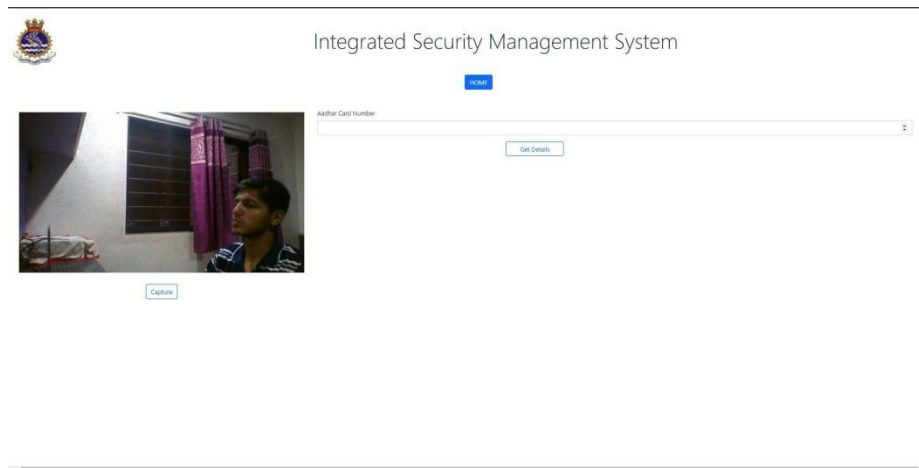 Integrated Security Management System
HOME
Aadhar Card Number
Get Details
Capture